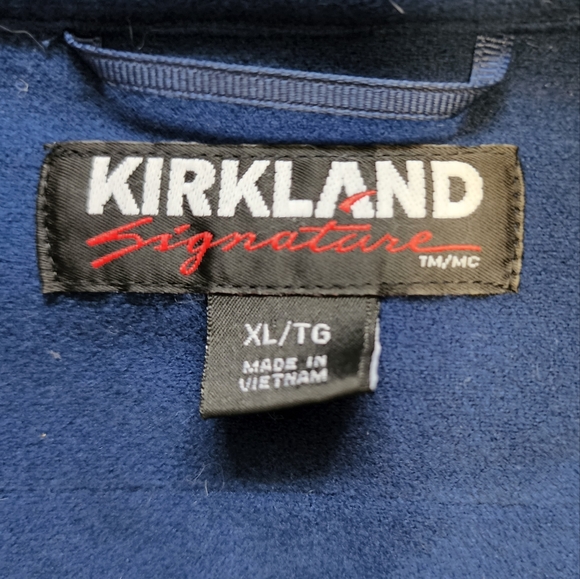 KIRKLAND
Signature
TM/MC
XL/TG
MADE IN
VIETNAM